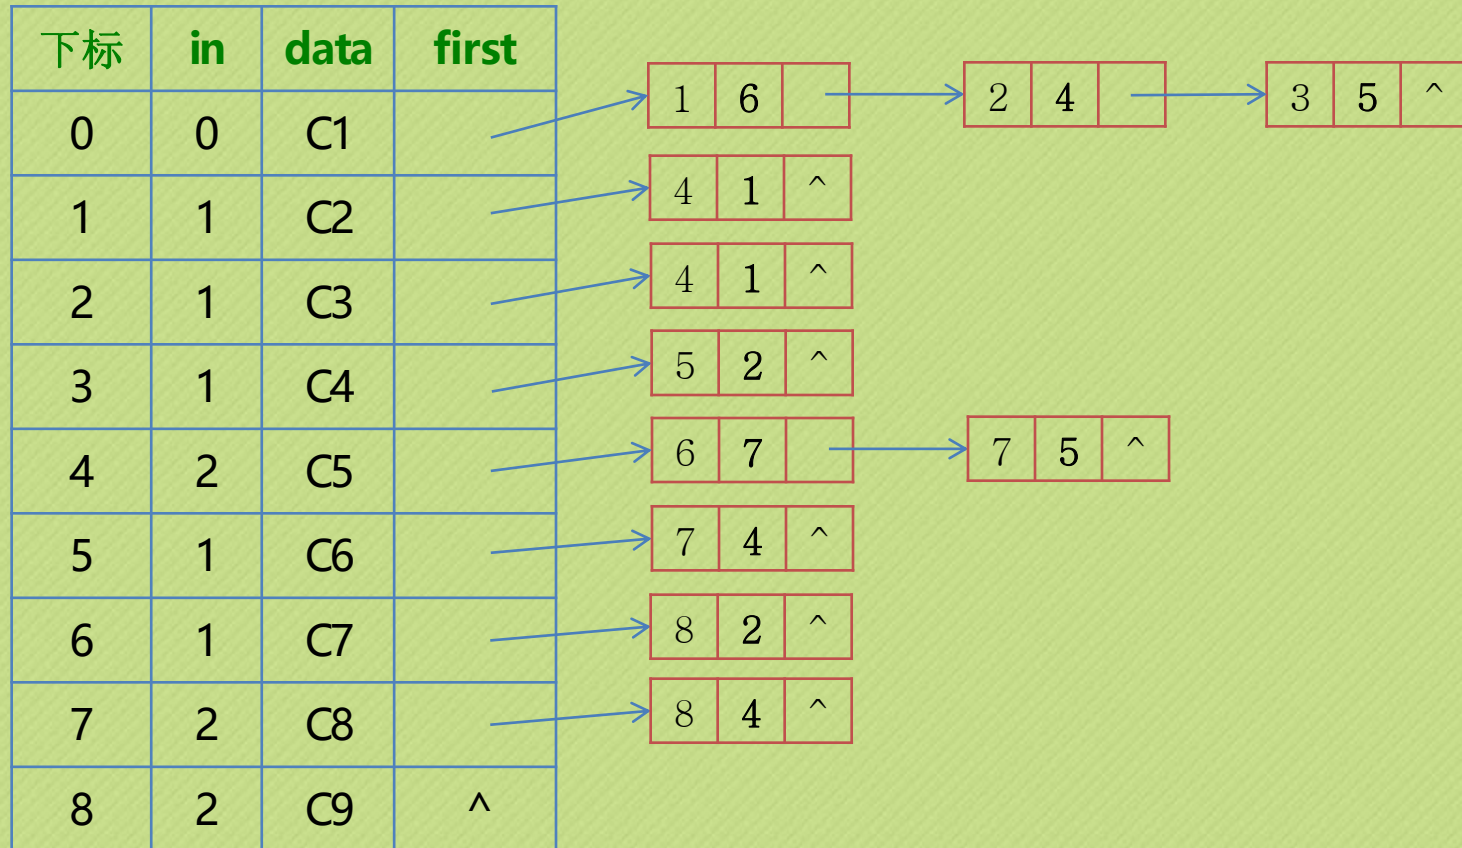 下标 in data first
0 0 C1 1 6 2 4 3 5 ^
1 1 C2 4 1 ^
2 1 C3 4 1 ^
3 1 C4 5 2 ^
4 2 C5 6 7 7 5 ^
5 1 C6 7 4 ^
6 1 C7 8 2 ^
7 2 C8 8 4 ^
8 2 C9 ^